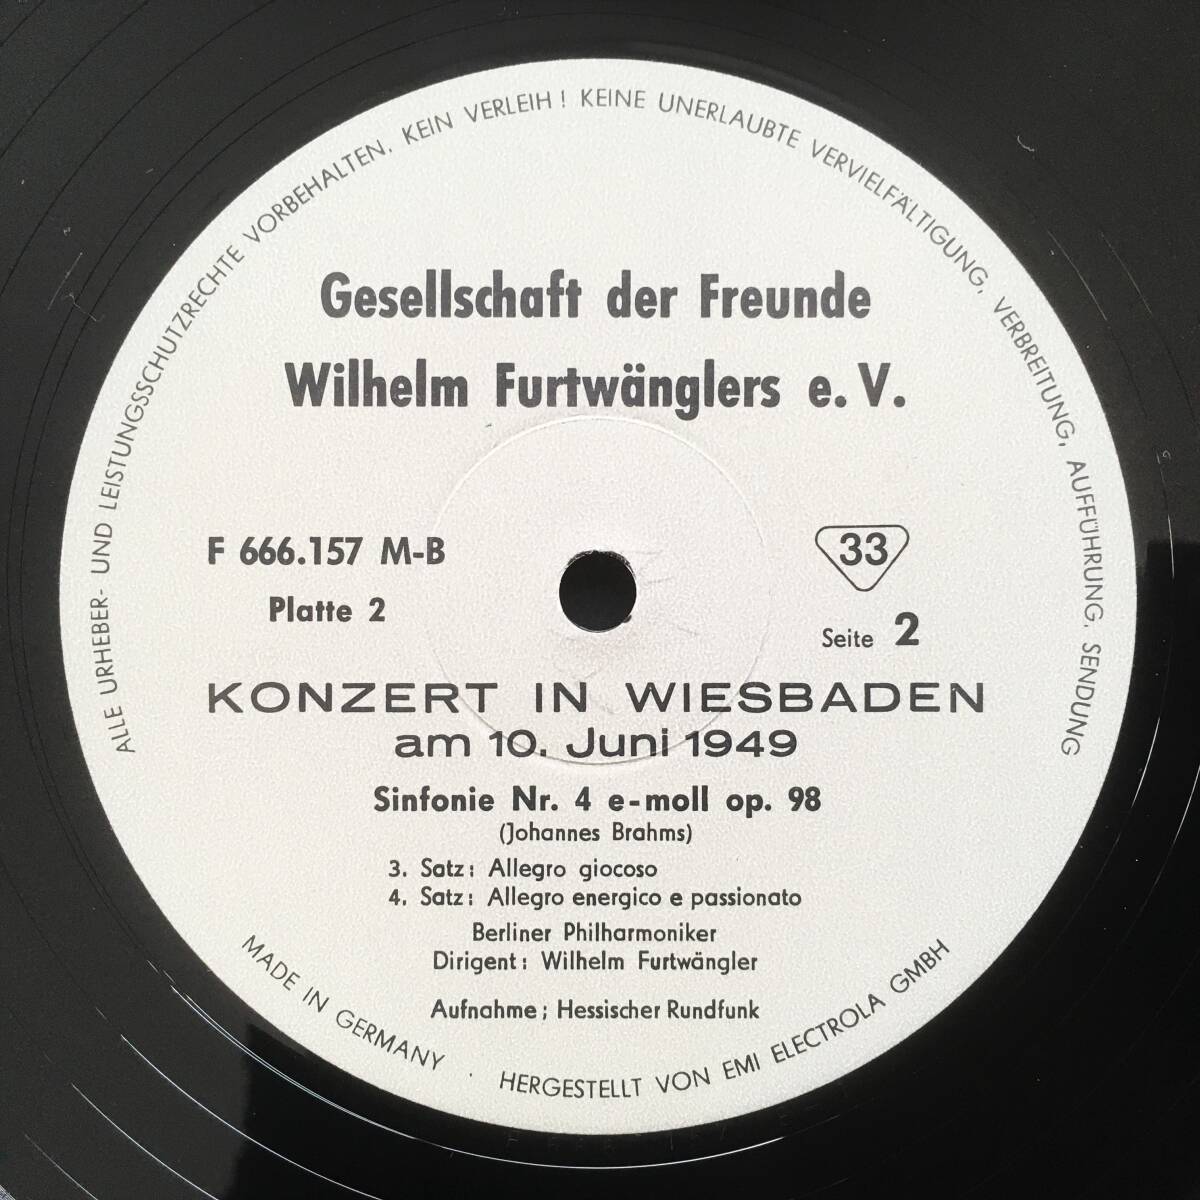 ALLE URHEBER- UND LEISTUNGSSCHUTZRECHTE VORBEHALTEN. KEIN VERLEIH! KEINE UNERLAUBTE VERVIELFÄLTIGUNG, VERBREITUNG, AUFFÜHRUNG, SENDUNG
Gesellschaft der Freunde
Wilhelm Furtwänglers e. V.
F 666.157 M-B
Platte 2
33
Seite 2
KONZERT IN WIESBADEN
am 10. Juni 1949
Sinfonie Nr. 4 e-moll op. 98
(Johannes Brahms)
3. Satz: Allegro giocoso
4. Satz: Allegro energico e passionato
Berliner Philharmoniker
Dirigent: Wilhelm Furtwängler
Aufnahme; Hessischer Rundfunk
MADE IN GERMANY · HERGESTELLT VON EMI ELECTROLA GMBH